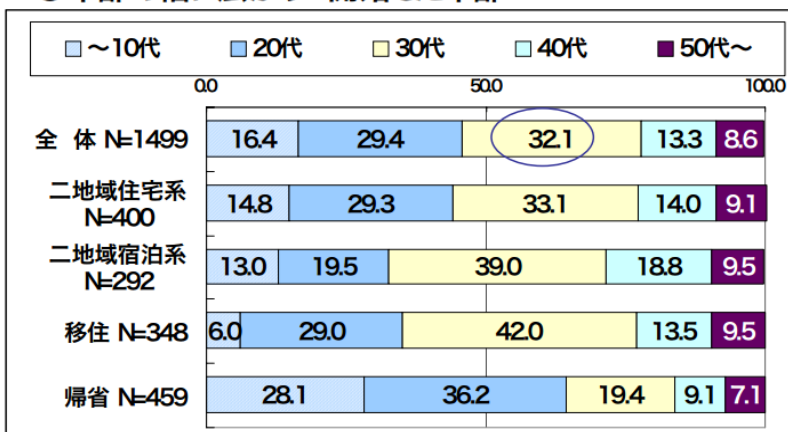 ～10代 20代 30代 40代 50代～
0.0 50.0 100.0
全 体 N=1499 16.4 29.4 32.1 13.3 8.6
二地域住宅系
N=400 14.8 29.3 33.1 14.0 9.1
二地域宿泊系
N=292 13.0 19.5 39.0 18.8 9.5
移住 N=348 6.0 29.0 42.0 13.5 9.5
帰省 N=459 28.1 36.2 19.4 9.1 7.1